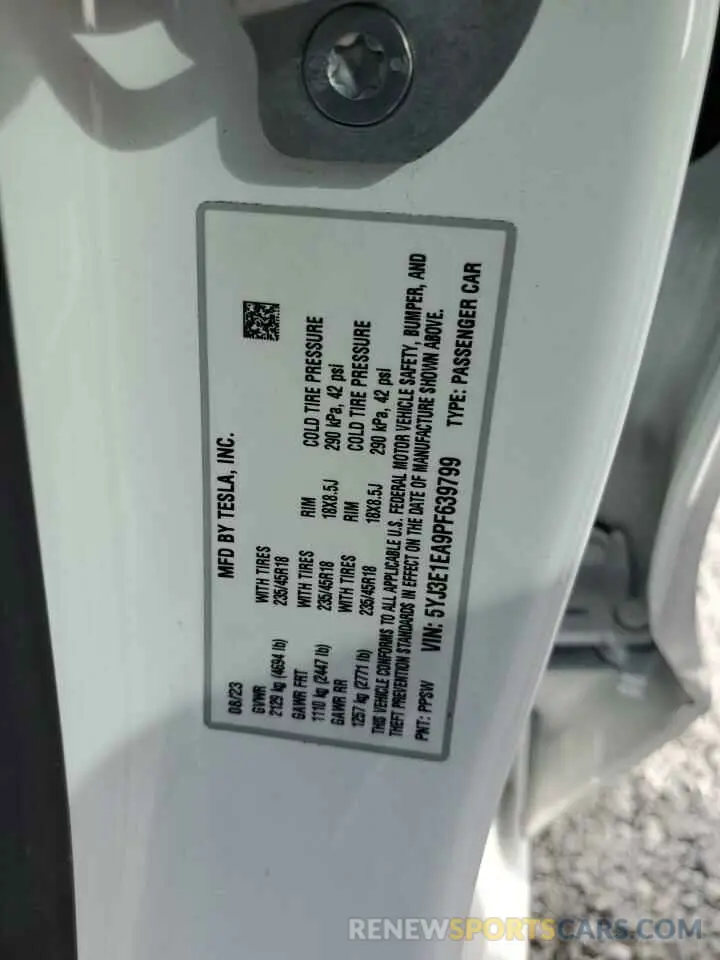 MFD BY TESLA, INC.
08/23
GVWR WITH TIRES
2129 kg (4694 lb) 235/45R18
GAWR FRT WITH TIRES RIM COLD TIRE PRESSURE
1110 kg (2447 lb) 235/45R18 18X8.5J 290 kPa, 42 psi
GAWR RR WITH TIRES RIM COLD TIRE PRESSURE
1257 kg (2771 lb) 235/45R18 18X8.5J 290 kPa, 42 psi
THIS VEHICLE CONFORMS TO ALL APPLICABLE U.S. FEDERAL MOTOR VEHICLE SAFETY, BUMPER, AND
THEFT PREVENTION STANDARDS IN EFFECT ON THE DATE OF MANUFACTURE SHOWN ABOVE.
PNT: PPSW VIN: 5YJ3E1EA9PF639799 TYPE: PASSENGER CAR
RENEWSPORTSCARS.COM